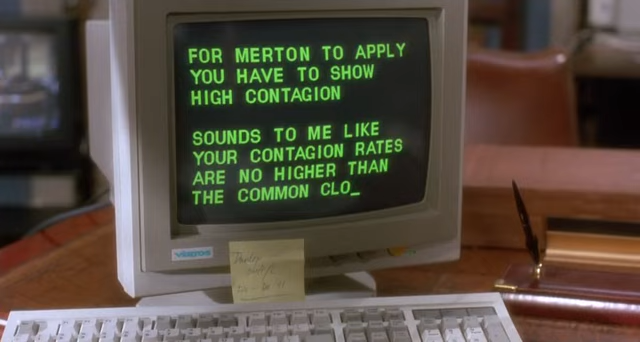 FOR MERTON TO APPLY
YOU HAVE TO SHOW
HIGH CONTAGION
SOUNDS TO ME LIKE
YOUR CONTAGION RATES
ARE NO HIGHER THAN
THE COMMON CLO_